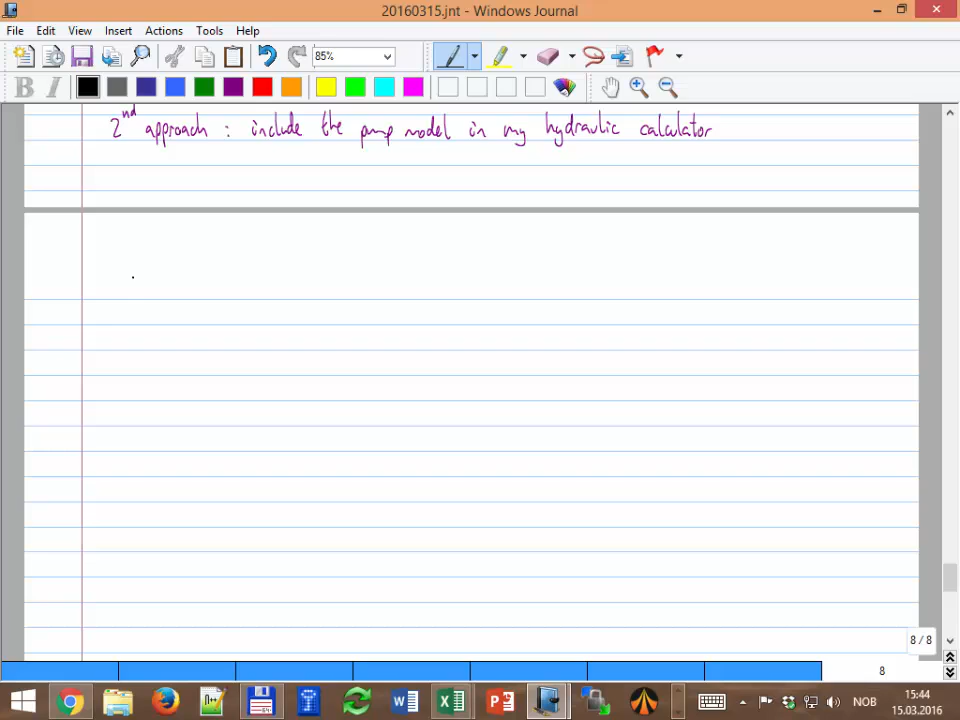 20160315.jnt - Windows Journal
File Edit View Insert Actions Tools Help
85%
B I
2nd approach : include the pump model in my hydraulic calculator
8 / 8
8
NOB
15:44
15.03.2016